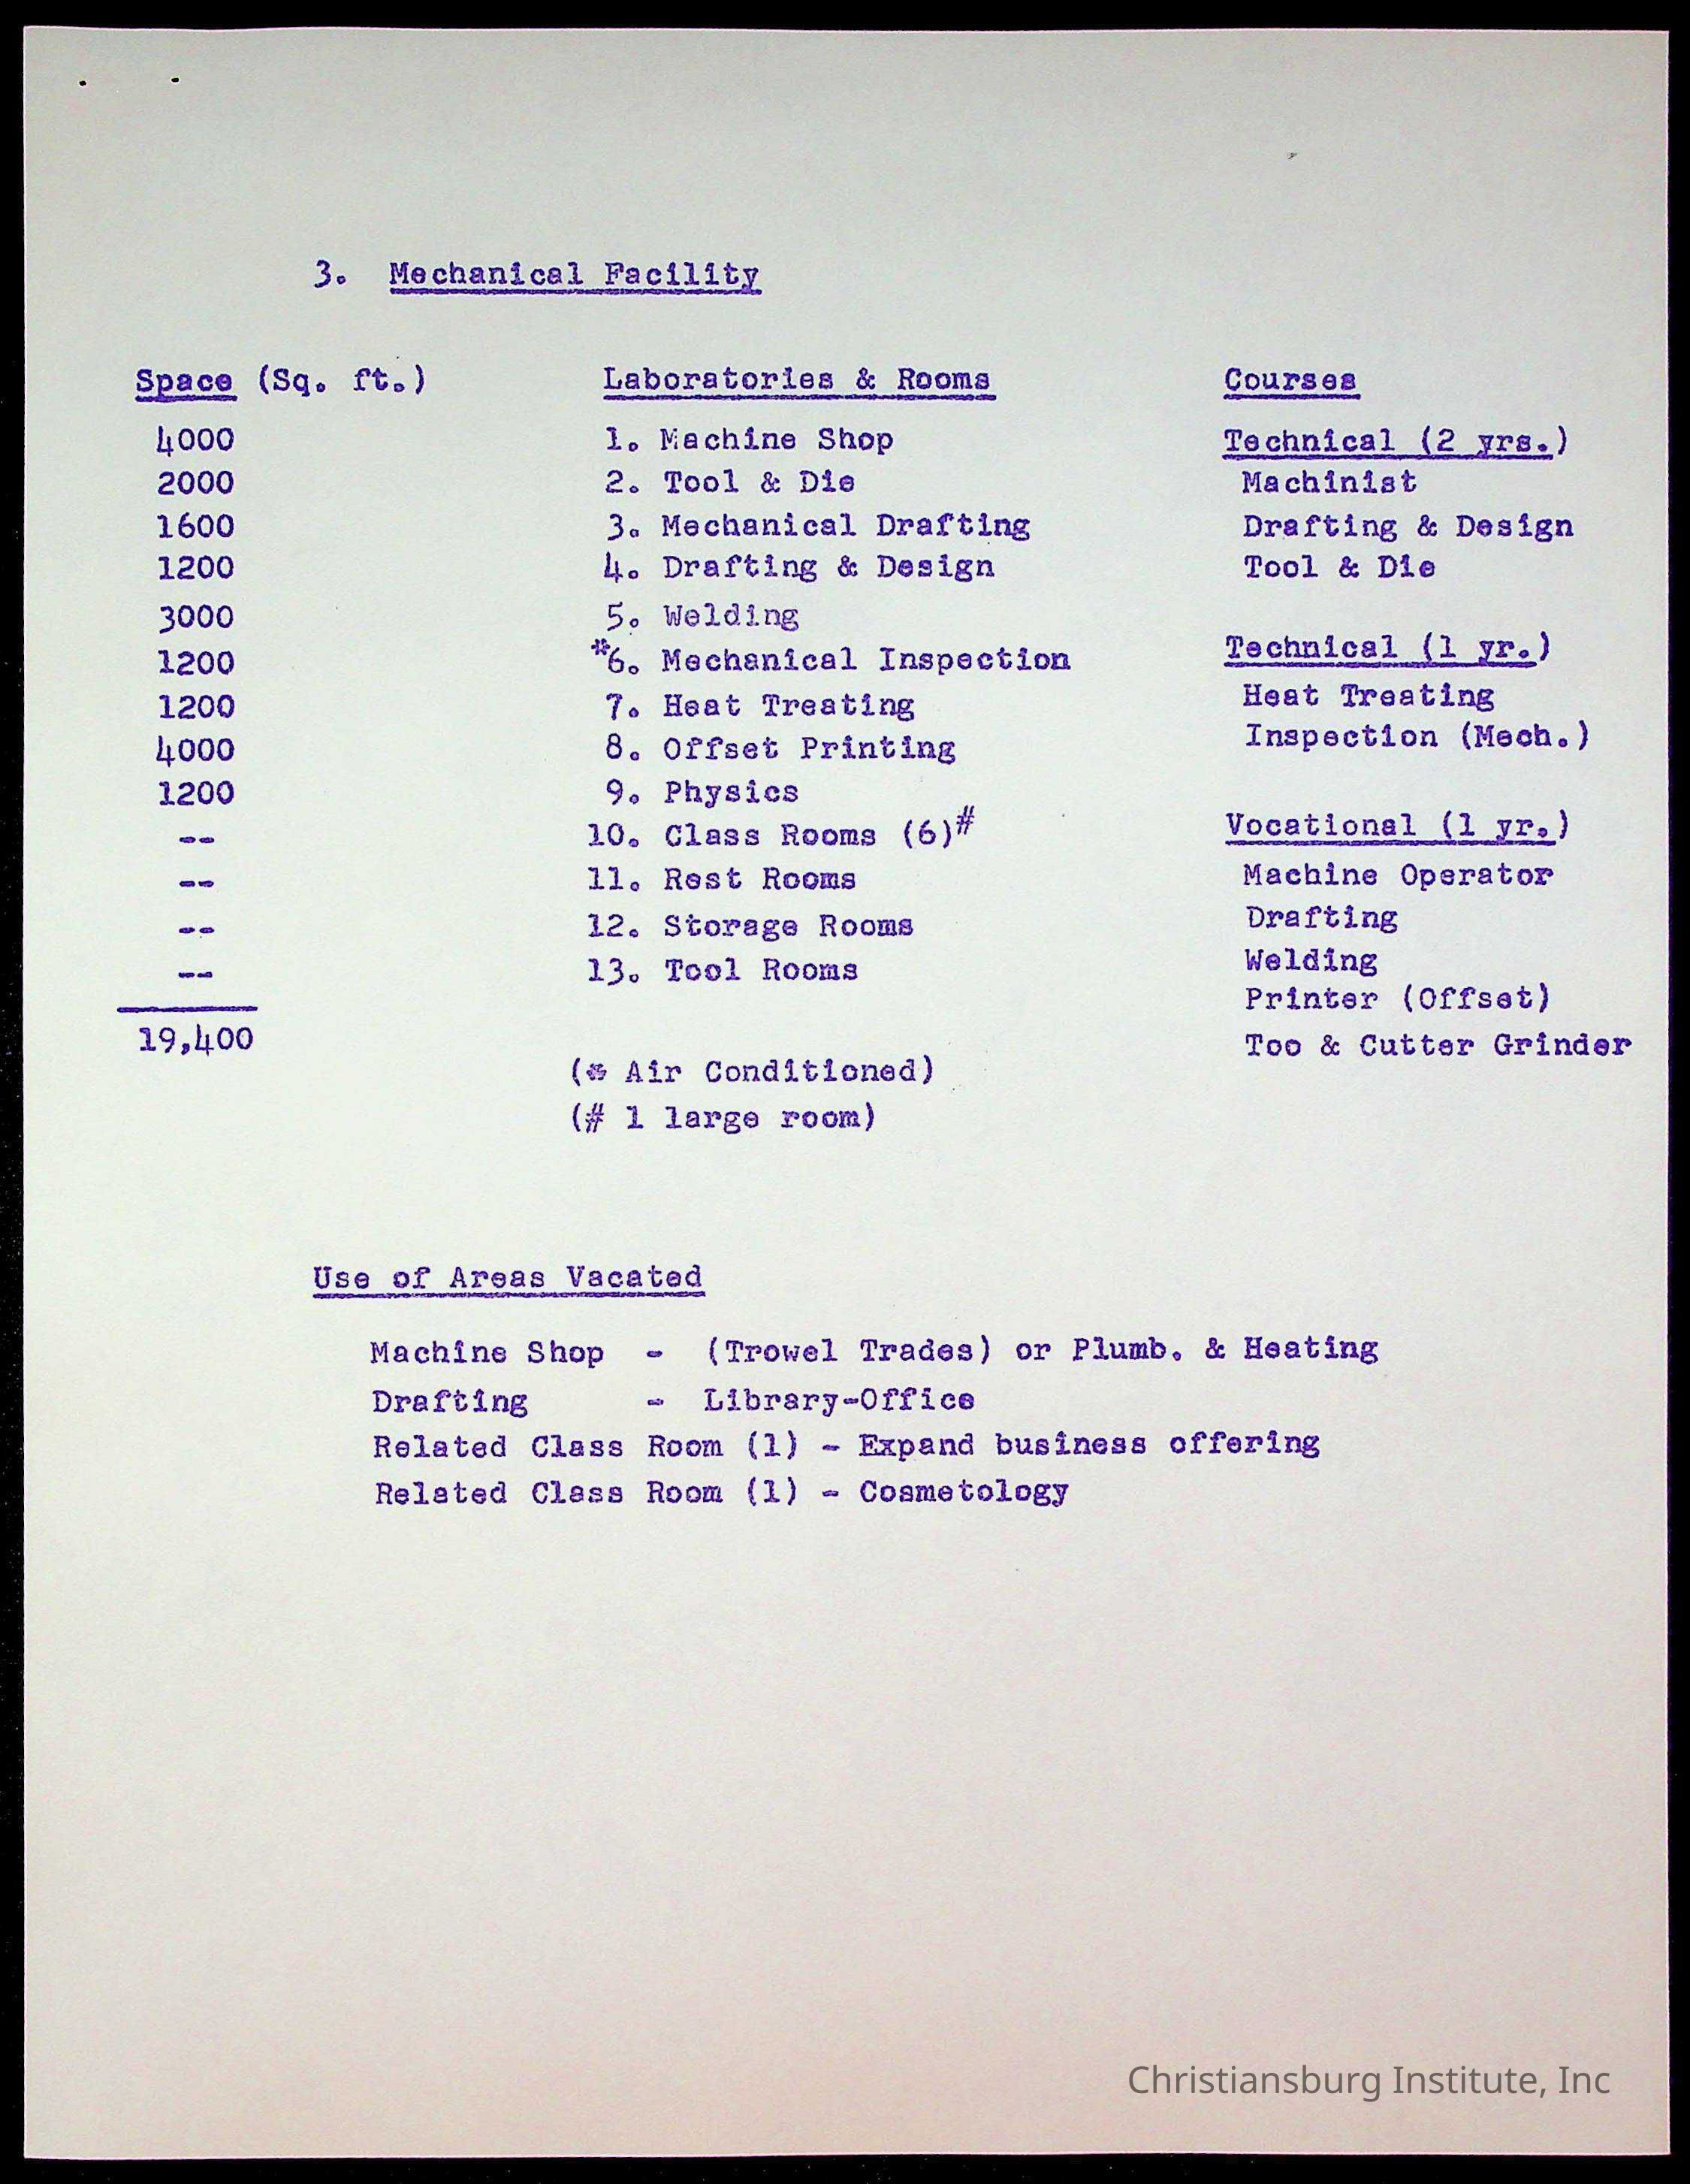 3. Mechanical Facility
Space (Sq. ft.) Laboratories & Rooms Courses
4000 1. Machine Shop Technical (2 yrs.)
2000 2. Tool & Die Machinist
1600 3. Mechanical Drafting Drafting & Design
1200 4. Drafting & Design Tool & Die
3000 5. Welding
1200 *6. Mechanical Inspection Technical (1 yr.)
1200 7. Heat Treating Heat Treating
4000 8. Offset Printing Inspection (Mech.)
1200 9. Physics
-- 10. Class Rooms (6)# Vocational (1 yr.)
-- 11. Rest Rooms Machine Operator
-- 12. Storage Rooms Drafting
-- 13. Tool Rooms Welding
Printer (Offset)
19,400 Too & Cutter Grinder
(* Air Conditioned)
(# 1 large room)
Use of Areas Vacated
Machine Shop - (Trowel Trades) or Plumb. & Heating
Drafting - Library-Office
Related Class Room (1) - Expand business offering
Related Class Room (1) - Cosmetology
Christiansburg Institute, Inc